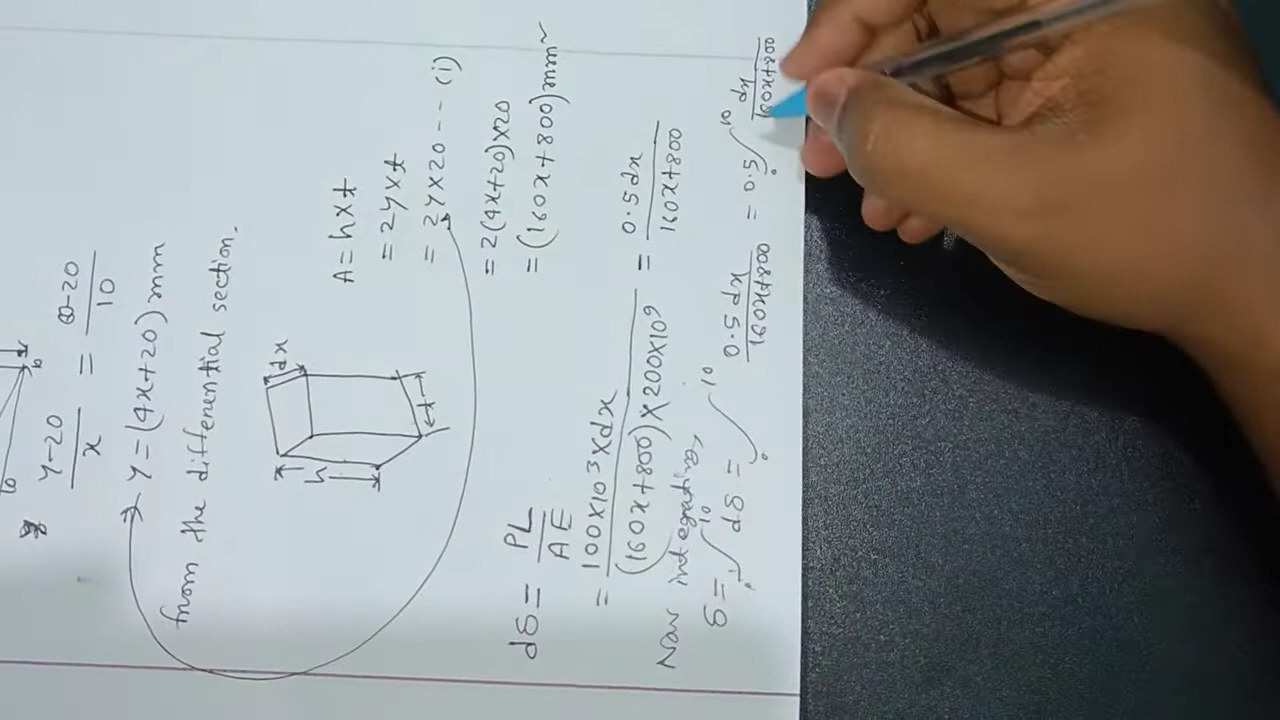 y-20 / x = 60-20 / 10
y = (4x+20) mm
from the differential section.
dx
h
t
A = h×t
= 2y×t
= 2y×20 --- (i)
= 2(4x+20)×20
= (160x+800) mm²
dδ = PL / AE
= 100×10³×dx / (160x+800)×200×10⁹ = 0.5dx / 160x+800
Now integrating
δ = ∫₀¹⁰ dδ = ∫₀¹⁰ 0.5dx / 160x+800 = 0.5 ∫₀¹⁰ dx / 160x+800